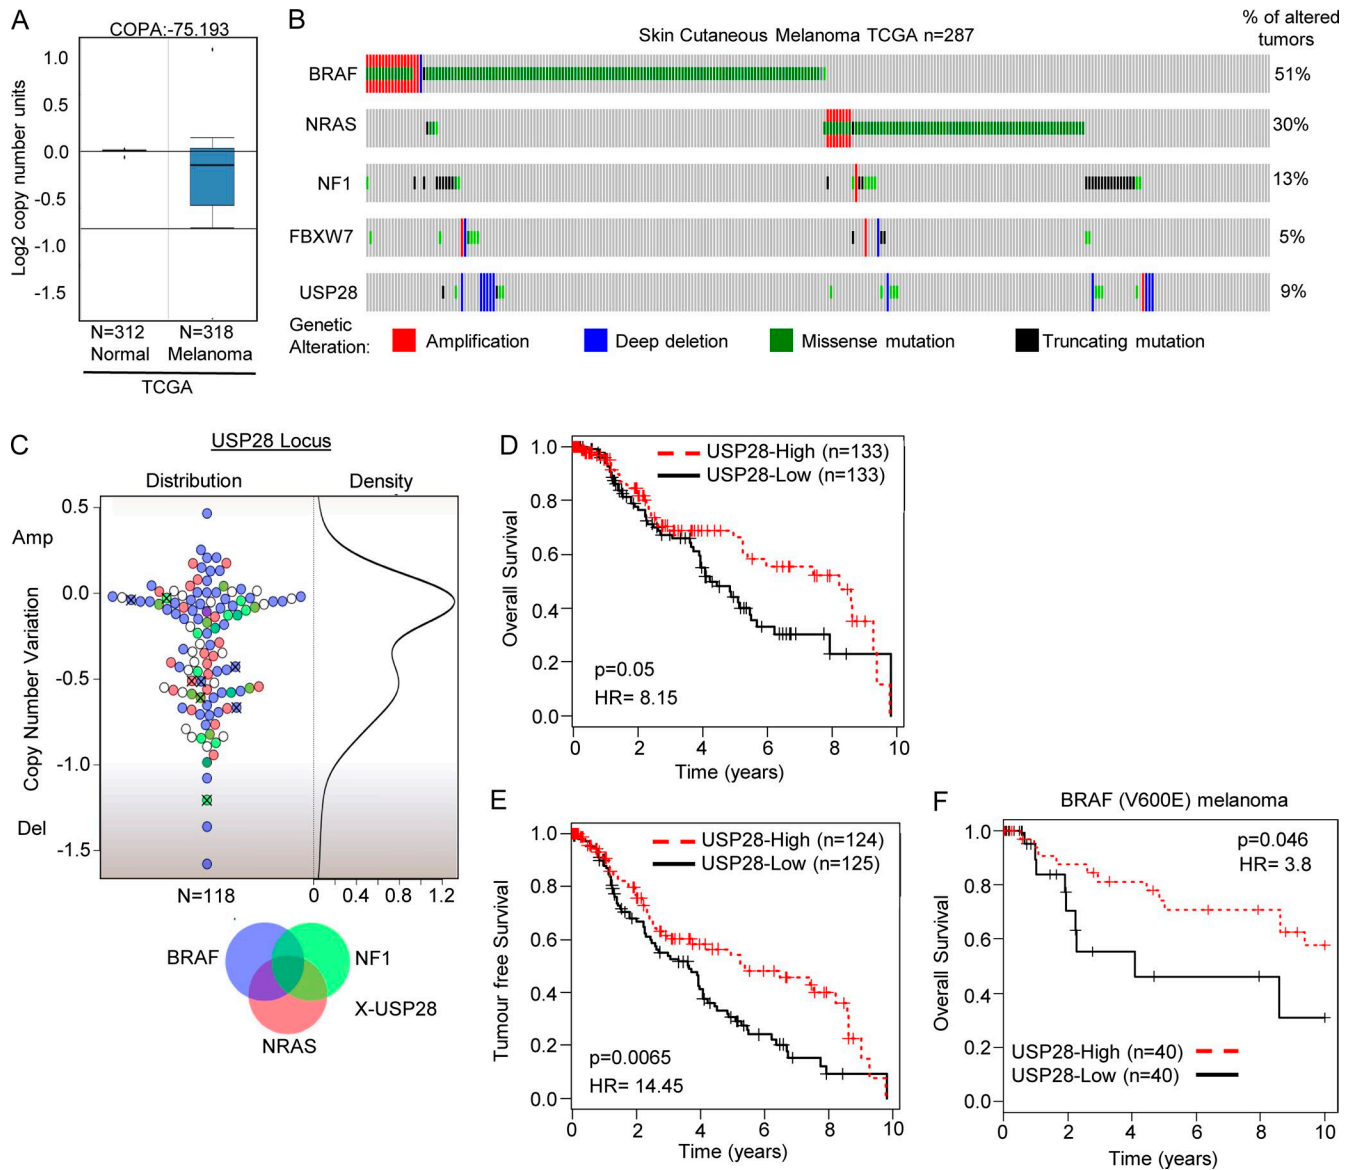 A
COPA:-75.193
Log2 copy number units
1.0
0.5
0.0
-0.5
-1.0
-1.5
N=312 N=318
Normal Melanoma
TCGA
B
Skin Cutaneous Melanoma TCGA n=287
% of altered
tumors
BRAF 51%
NRAS 30%
NF1 13%
FBXW7 5%
USP28 9%
Genetic
Alteration: Amplification Deep deletion Missense mutation Truncating mutation
C
USP28 Locus
Distribution Density
Copy Number Variation
Amp
Del
0.5
0.0
-0.5
-1.0
-1.5
N=118 0 0.4 0.8 1.2
BRAF NF1
X-USP28
NRAS
D
USP28-High (n=133)
USP28-Low (n=133)
Overall Survival
1.0
0.8
0.6
0.4
0.2
0.0
p=0.05
HR= 8.15
0 2 4 6 8 10
Time (years)
E
USP28-High (n=124)
USP28-Low (n=125)
Tumour free Survival
1.0
0.8
0.6
0.4
0.2
0.0
p=0.0065
HR= 14.45
0 2 4 6 8 10
Time (years)
F
BRAF (V600E) melanoma
p=0.046
HR= 3.8
Overall Survival
1.0
0.8
0.6
0.4
0.2
0.0
USP28-High (n=40)
USP28-Low (n=40)
0 2 4 6 8 10
Time (years)